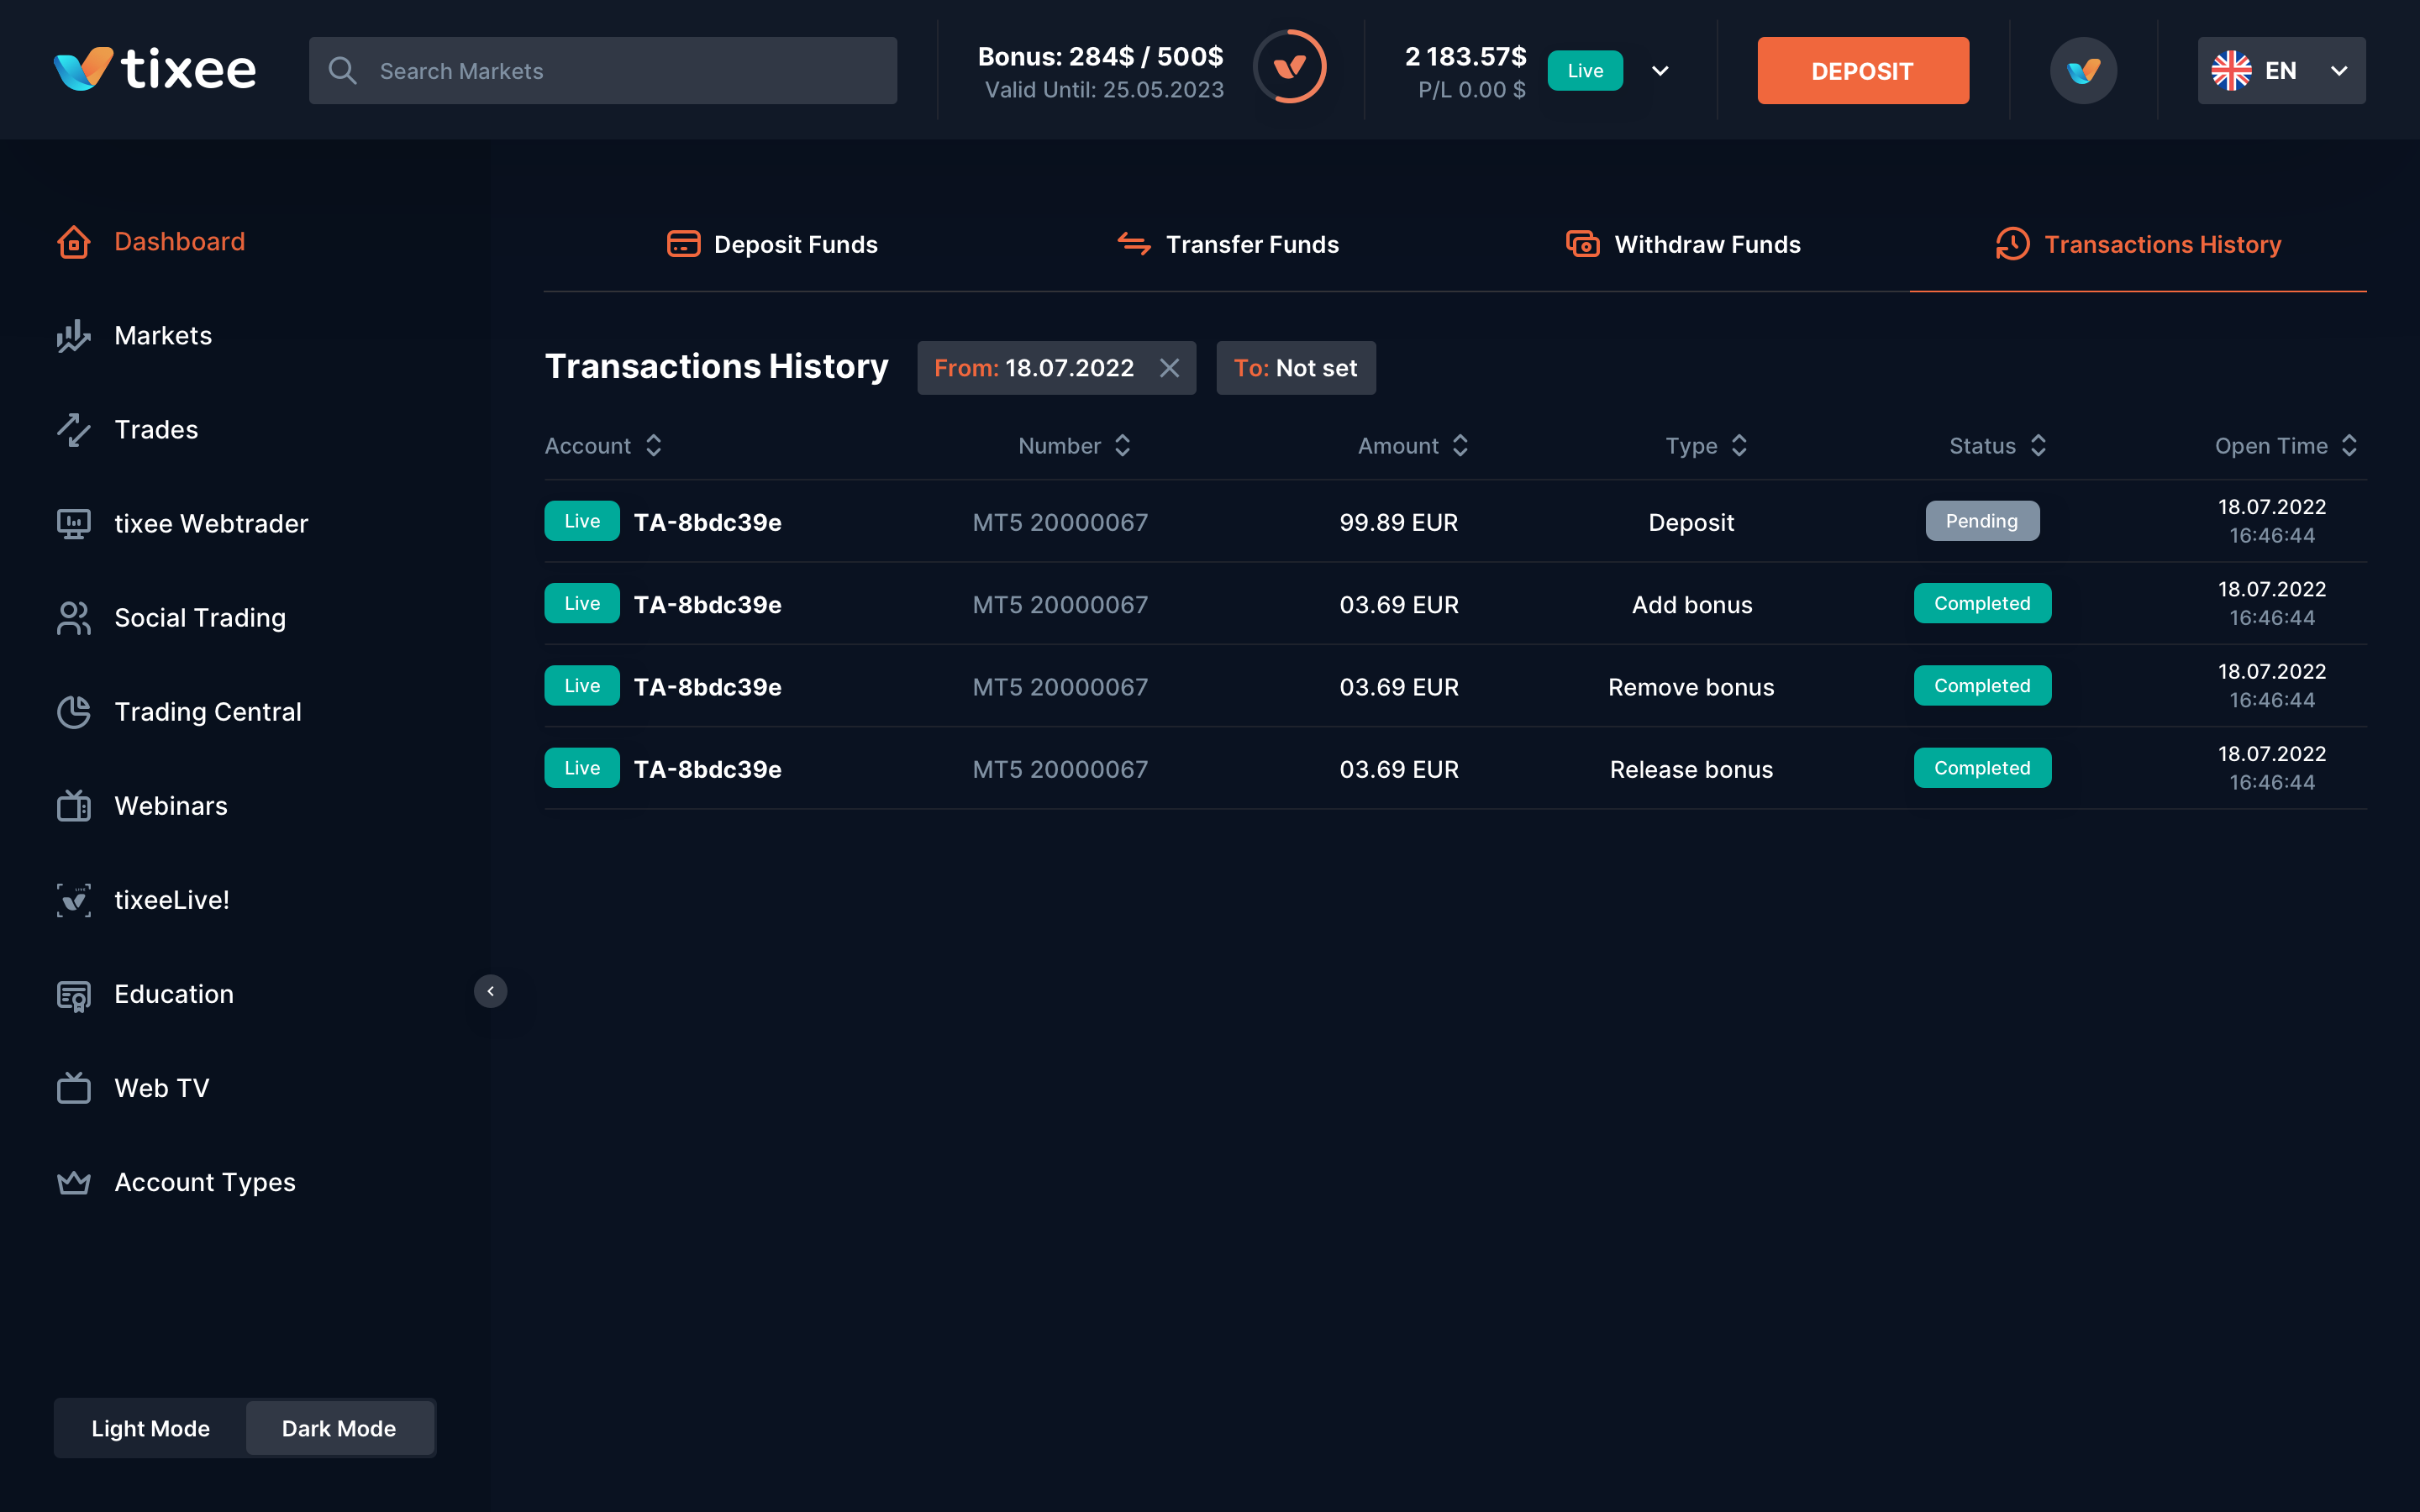 tixee
Search Markets
Bonus: 284$ / 500$
Valid Until: 25.05.2023
2 183.57$
P/L 0.00 $
Live
DEPOSIT
EN
Dashboard
Markets
Trades
tixee Webtrader
Social Trading
Trading Central
Webinars
tixeeLive!
Education
Web TV
Account Types
Light Mode
Dark Mode
Deposit Funds
Transfer Funds
Withdraw Funds
Transactions History
Transactions History
From: 18.07.2022
To: Not set
Account Number Amount Type Status Open Time
Live TA-8bdc39e MT5 20000067 99.89 EUR Deposit Pending 18.07.2022
16:46:44
Live TA-8bdc39e MT5 20000067 03.69 EUR Add bonus Completed 18.07.2022
16:46:44
Live TA-8bdc39e MT5 20000067 03.69 EUR Remove bonus Completed 18.07.2022
16:46:44
Live TA-8bdc39e MT5 20000067 03.69 EUR Release bonus Completed 18.07.2022
16:46:44